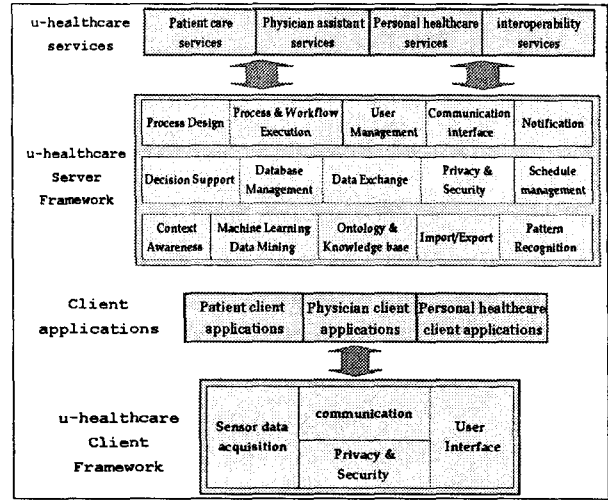 u-healthcare
services
Patient care
services
Physician assistant
services
Personal healthcare
services
interoperability
services
u-healthcare
Server
Framework
Process Design
Process & Workflow
Execution
User
Management
Communication
interface
Notification
Decision Support
Database
Management
Data Exchange
Privacy &
Security
Schedule
management
Context
Awareness
Machine Learning
Data Mining
Ontology &
Knowledge base
Import/Export
Pattern
Recognition
Client
applications
Patient client
applications
Physician client
applications
Personal healthcare
client applications
u-healthcare
Client
Framework
Sensor data
acquisition
communication
Privacy &
Security
User
Interface